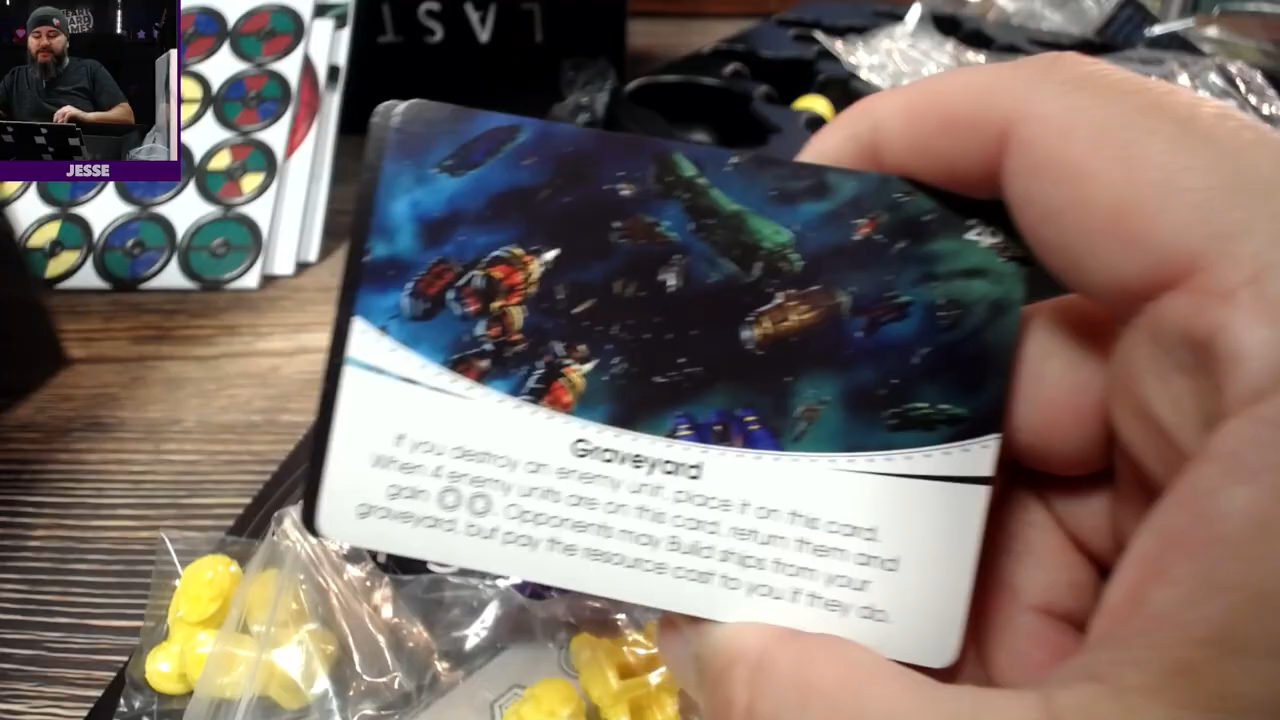 LAST
JESSE
Graveyard
If you destroy an enemy unit, place it on this card.
When 4 enemy units are on this card, return them and
gain. Opponents may Build ships from your
graveyard, but pay the resource cost to you if they do.